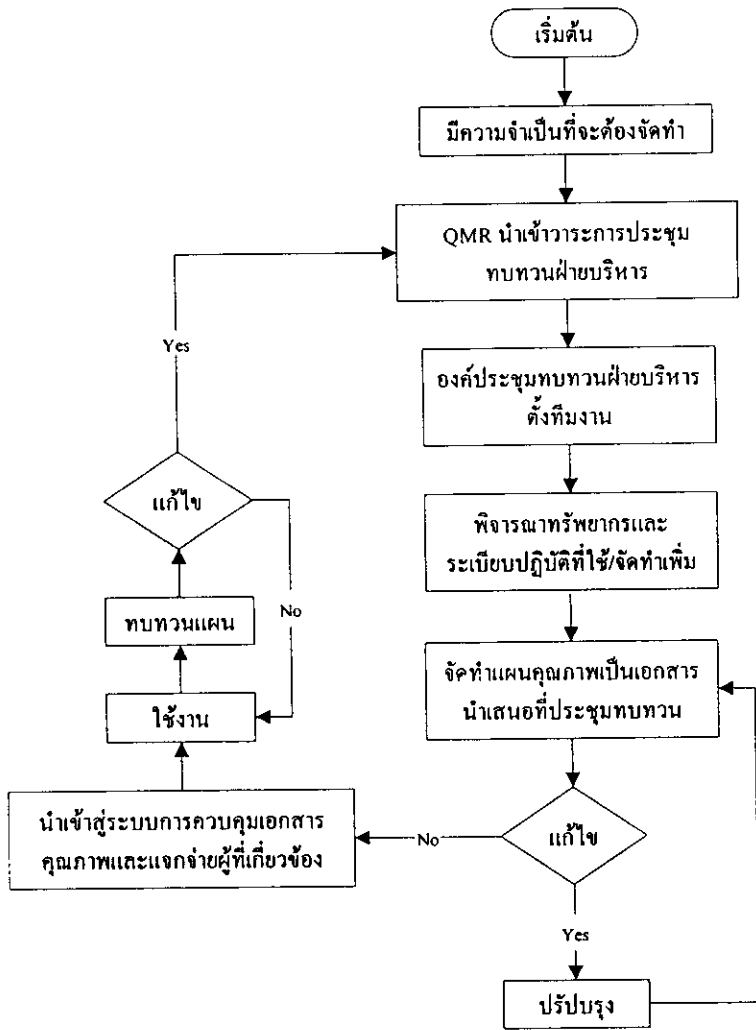 เริ่มต้น
มีความจำเป็นที่จะต้องจัดทำ
QMR นำเข้าวาระการประชุม
ทบทวนฝ่ายบริหาร
Yes
องค์ประชุมทบทวนฝ่ายบริหาร
ตั้งทีมงาน
แก้ไข
พิจารณาทรัพยากรและ
ระเบียบปฏิบัติที่ใช้/จัดทำเพิ่ม
No
ทบทวนแผน
จัดทำแผนคุณภาพเป็นเอกสาร
นำเสนอที่ประชุมทบทวน
ใช้งาน
นำเข้าสู่ระบบการควบคุมเอกสาร
คุณภาพและแจกจ่ายผู้ที่เกี่ยวข้อง
No
แก้ไข
Yes
ปรัปบรุง